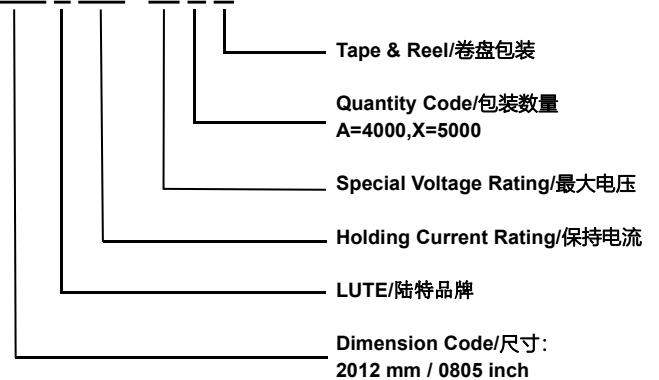 Tape & Reel/卷盘包装
Quantity Code/包装数量
A=4000,X=5000
Special Voltage Rating/最大电压
Holding Current Rating/保持电流
LUTE/陆特品牌
Dimension Code/尺寸：
2012 mm / 0805 inch